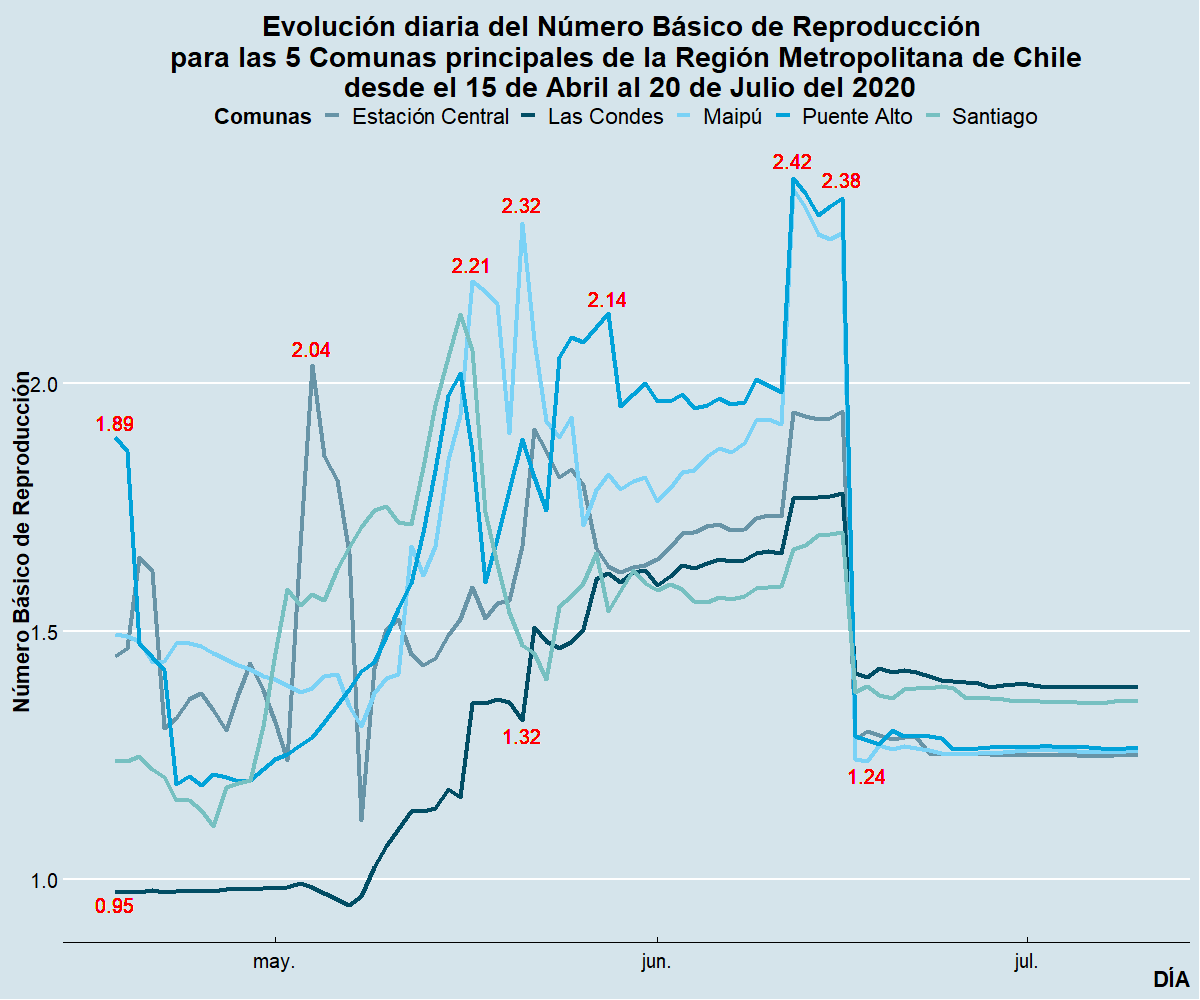 Evolución diaria del Número Básico de Reproducción
para las 5 Comunas principales de la Región Metropolitana de Chile
desde el 15 de Abril al 20 de Julio del 2020
Comunas Estación Central Las Condes Maipú Puente Alto Santiago
2.42
2.38
2.32
2.21
2.14
2.04
2.0
1.89
Número Básico de Reproducción
1.5
1.32
1.24
1.0
0.95
may. jun. jul.
DÍA